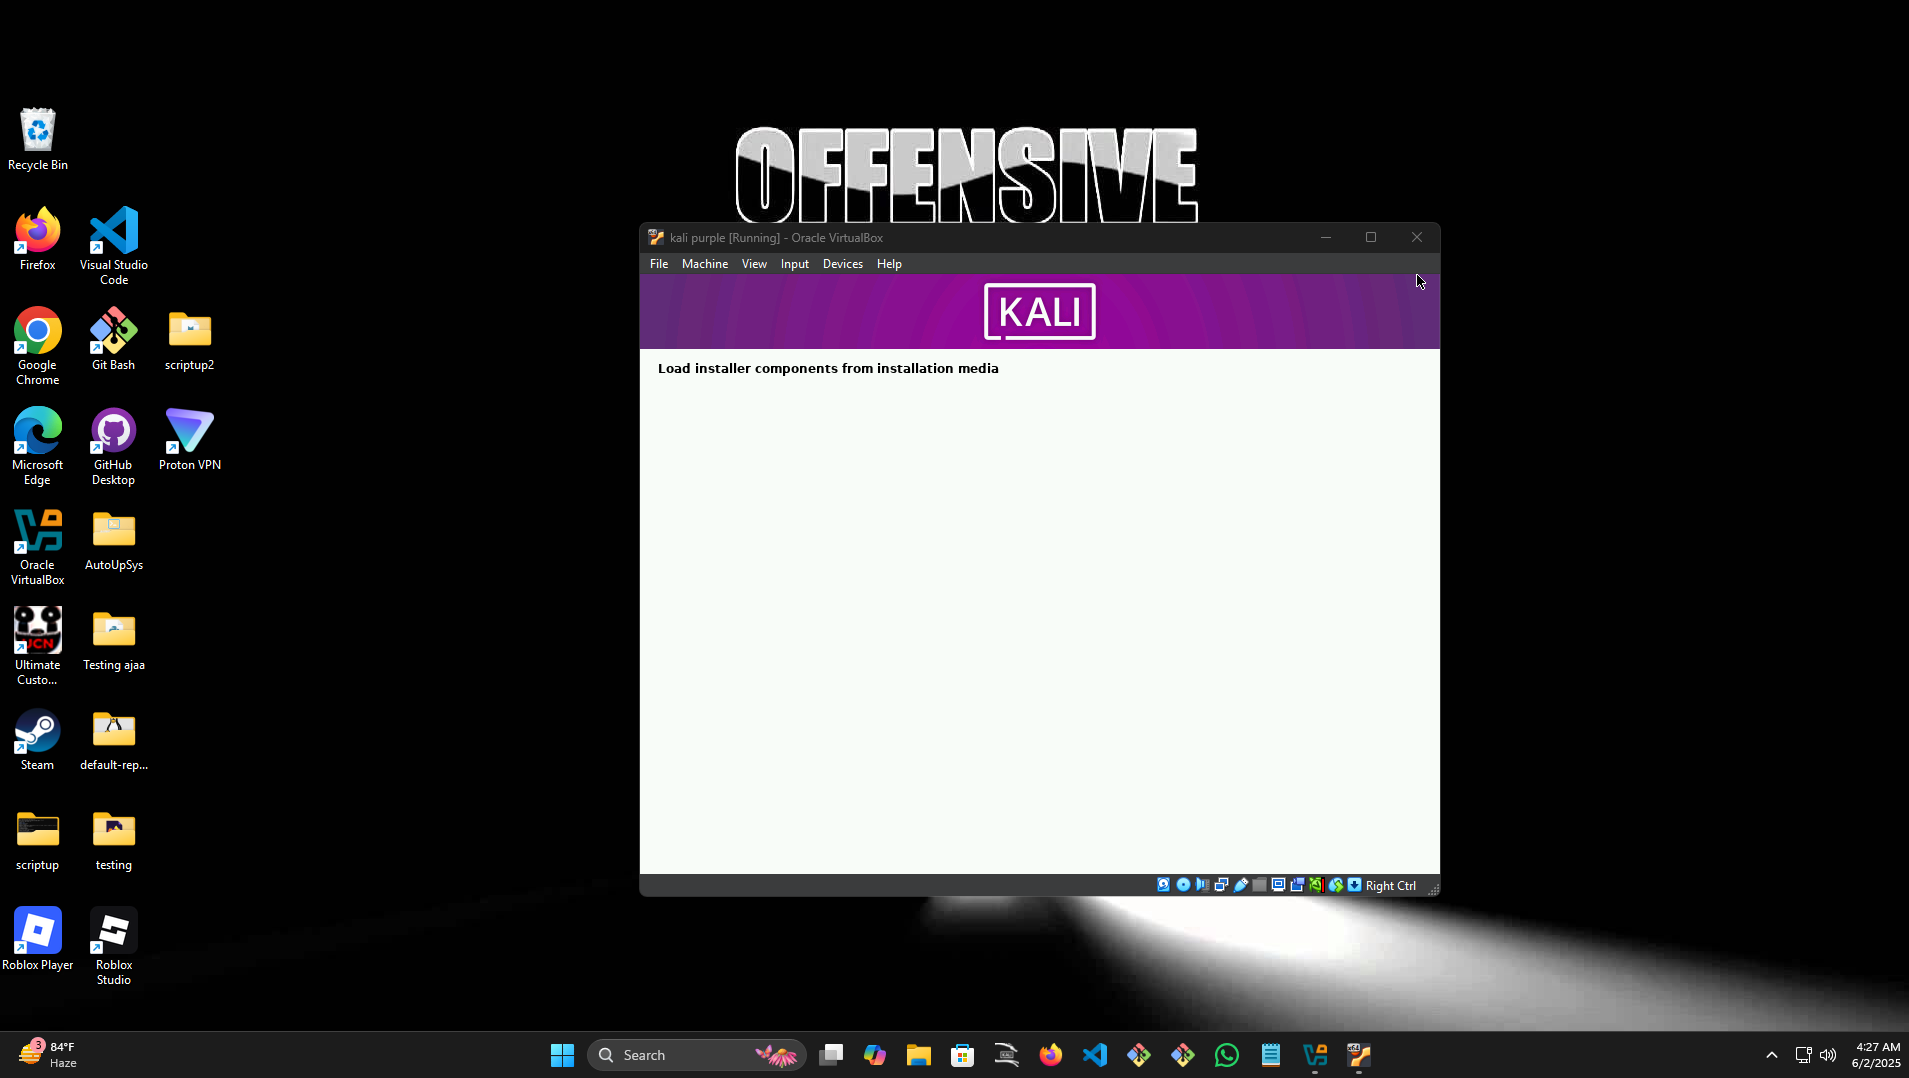 OFFENSIVE
Recycle Bin
Firefox
Visual Studio
Code
Google
Chrome
Git Bash
scriptup2
Microsoft
Edge
GitHub
Desktop
Proton VPN
Oracle
VirtualBox
AutoUpSys
UCN
Ultimate
Custo...
Testing ajaa
Steam
default-rep...
scriptup
testing
Roblox Player
Roblox
Studio
kali purple [Running] - Oracle VirtualBox
File Machine View Input Devices Help
KALI
Load installer components from installation media
Right Ctrl
3
84°F
Haze
Search
4:27 AM
6/2/2025